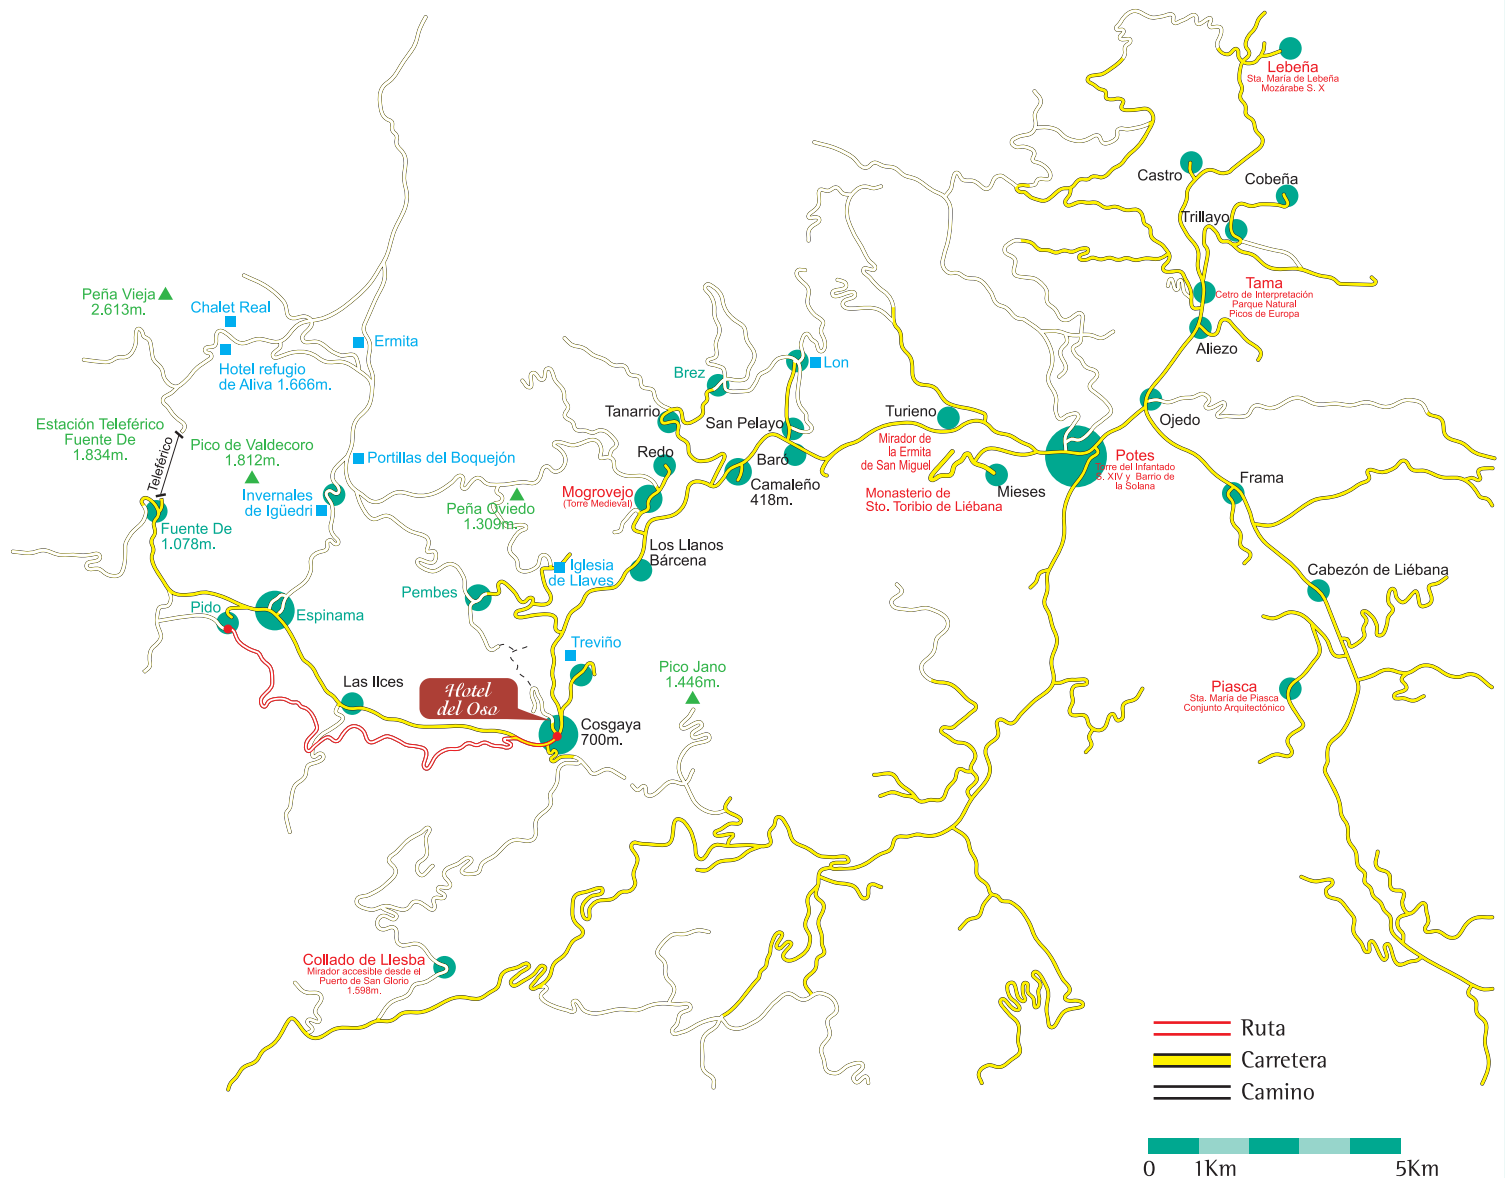 Lebeña
Sta. María de Lebeña
Mozárabe S. X
Castro
Cobeña
Trillayo
Tama
Cetro de Interpretación
Parque Natural
Picos de Europa
Aliezo
Peña Vieja
2.613m.
Chalet Real
Ermita
Hotel refugio
de Aliva 1.666m.
Brez
Lon
Ojedo
Estación Teleférico
Fuente De
1.834m.
Teleférico
Pico de Valdecoro
1.812m.
Tanarrio
San Pelayo
Turieno
Mirador de
la Ermita
de San Miguel
Portillas del Boquejón
Redo
Baró
Camaleño
418m.
Potes
Torre del Infantado
S. XIV y Barrio de
la Solana
Frama
Invernales
de Igüedri
Mogrovejo
(Torre Medieval)
Peña Oviedo
1.309m.
Monasterio de
Sto. Toribio de Liébana
Mieses
Fuente De
1.078m.
Los Llanos
Bárcena
Iglesia
de Llaves
Pembes
Cabezón de Liébana
Pido
Espinama
Treviño
Pico Jano
1.446m.
Las Ilces
Hotel
del Oso
Cosgaya
700m.
Piasca
Sta. María de Piasca
Conjunto Arquitectónico
Collado de Llesba
Mirador accesible desde el
Puerto de San Glorio
1.598m.
Ruta
Carretera
Camino
0 1Km 5Km